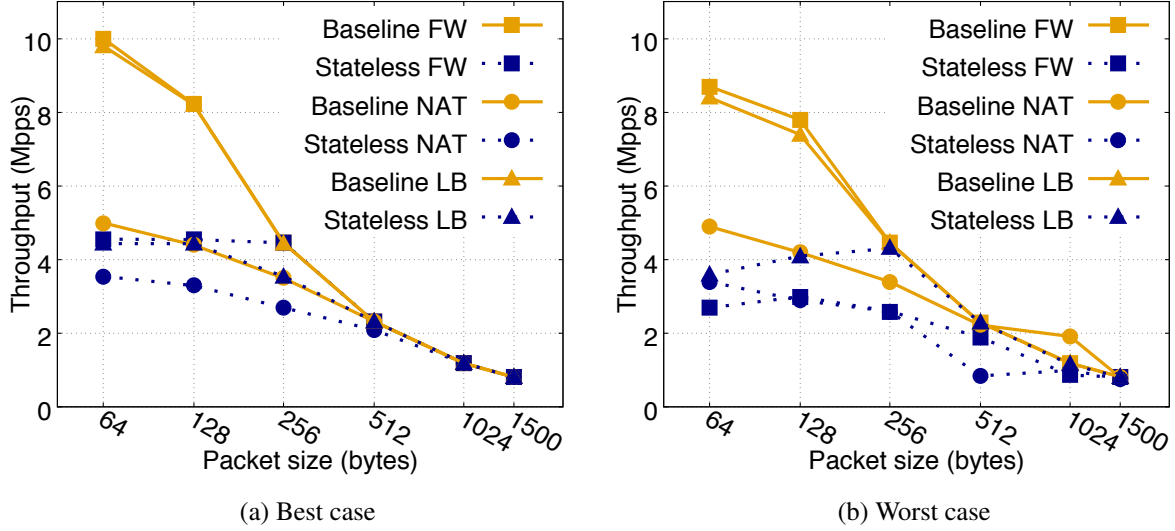 Throughput (Mpps)
10
8
6
4
2
0
Baseline FW
Stateless FW
Baseline NAT
Stateless NAT
Baseline LB
Stateless LB
64
128
256
512
1024
1500
Packet size (bytes)
(a) Best case
Throughput (Mpps)
10
8
6
4
2
0
Baseline FW
Stateless FW
Baseline NAT
Stateless NAT
Baseline LB
Stateless LB
64
128
256
512
1024
1500
Packet size (bytes)
(b) Worst case